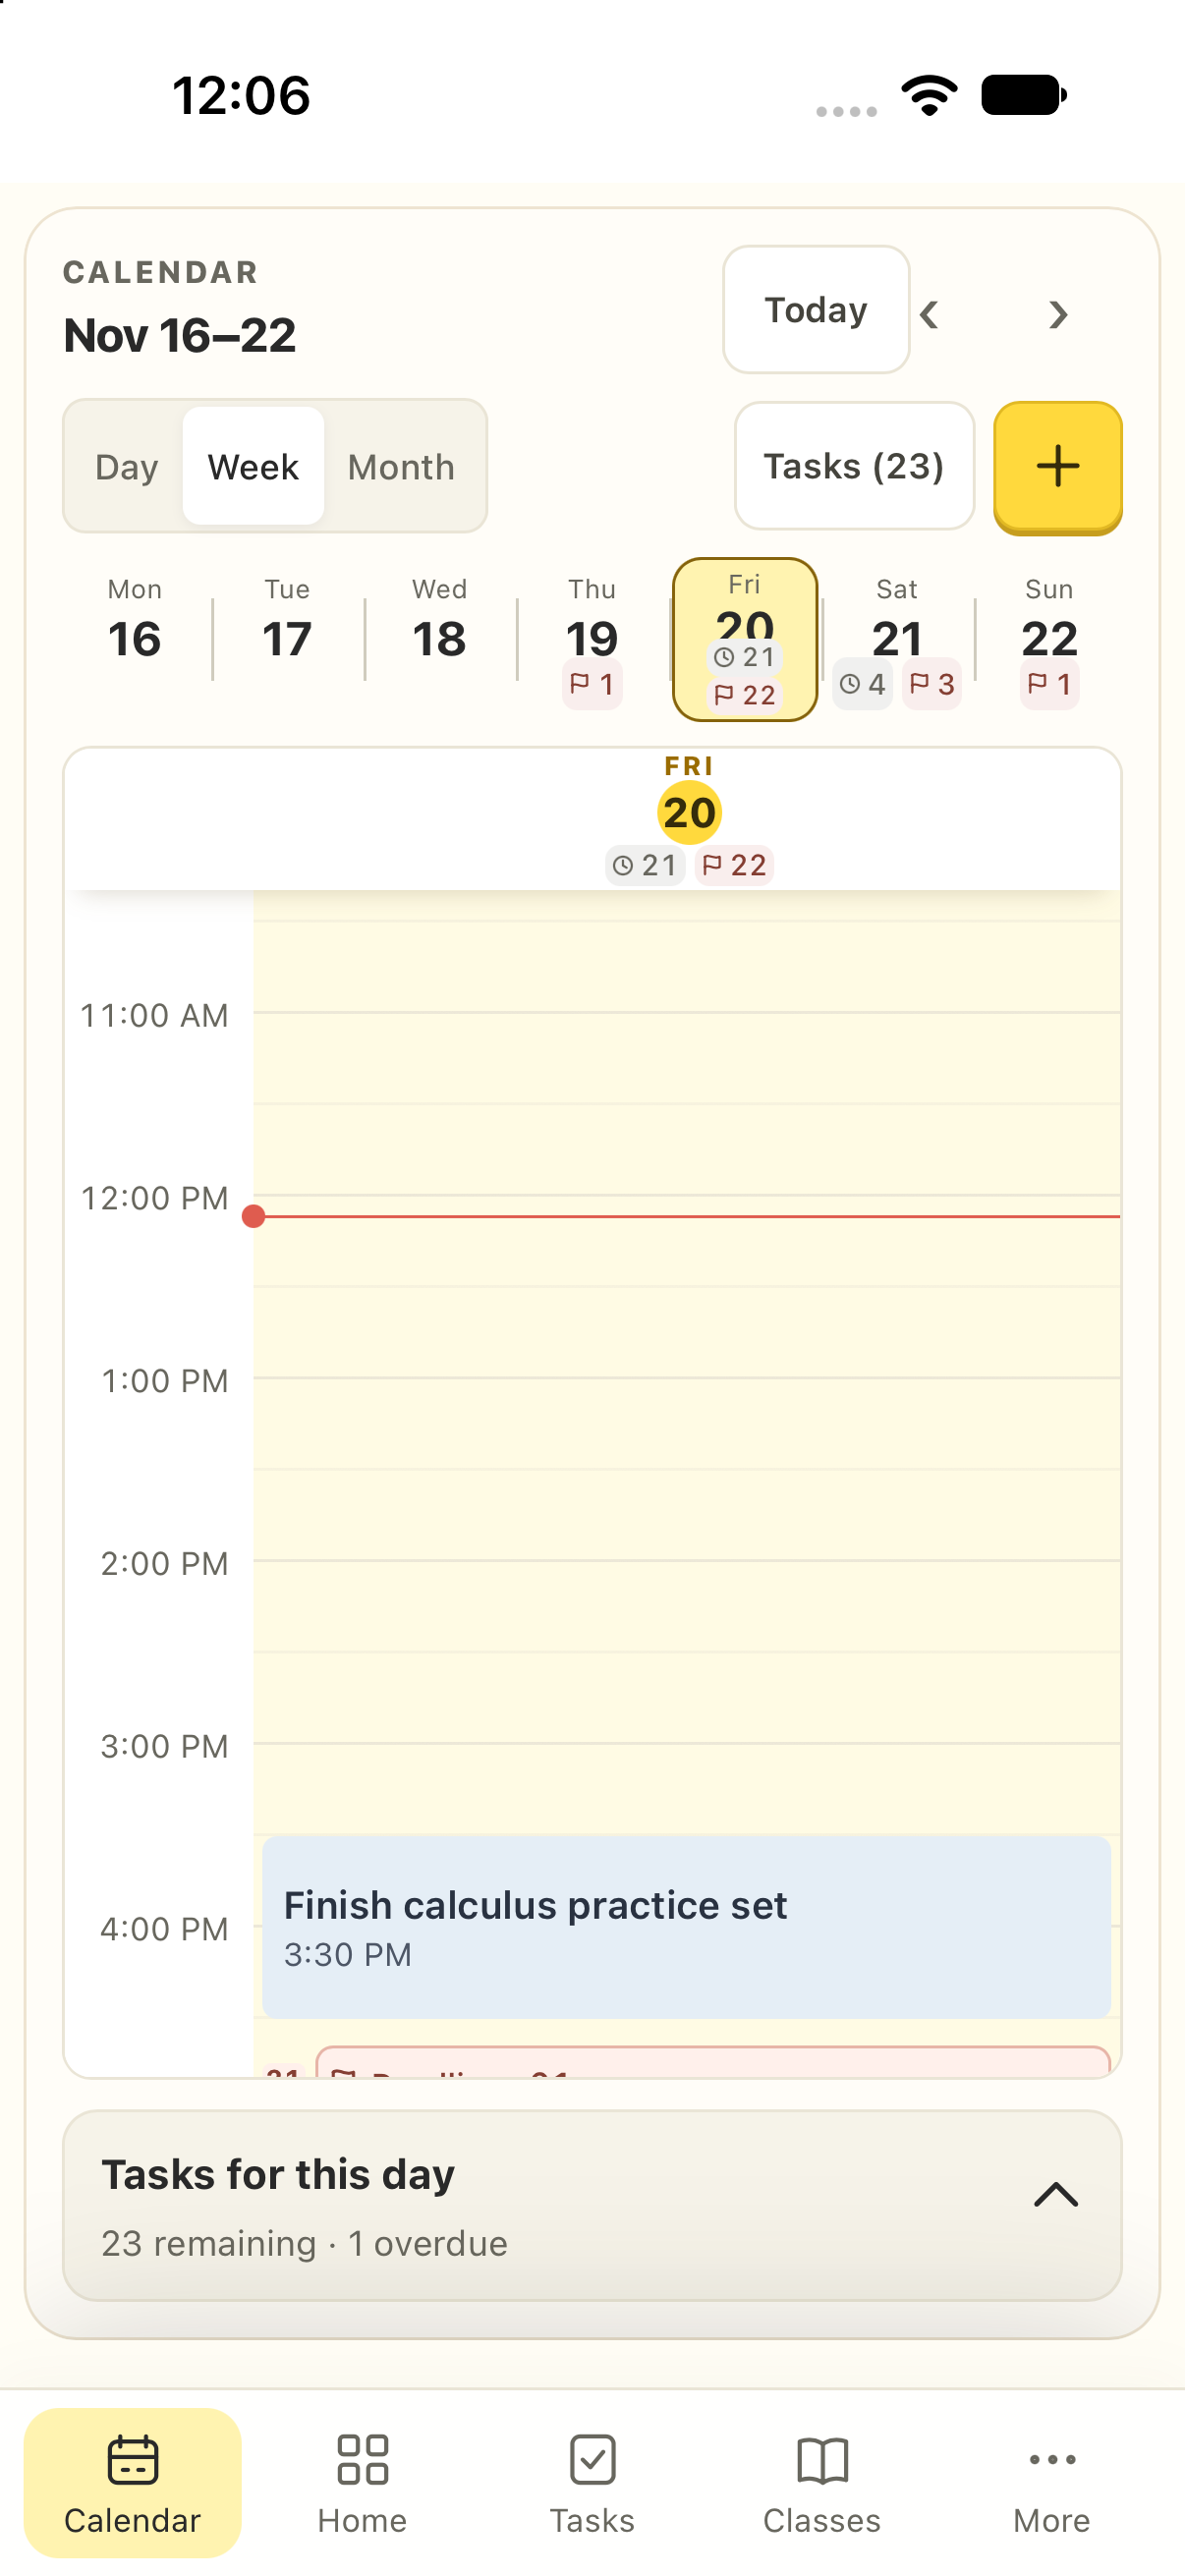 12:06
CALENDAR
Nov 16–22
Today
Day Week Month
Tasks (23)
Mon Tue Wed Thu Fri Sat Sun
16 17 18 19 20 21 22
1 21 22 4 3 1
FRI
20
21 22
11:00 AM
12:00 PM
1:00 PM
2:00 PM
3:00 PM
Finish calculus practice set
4:00 PM
3:30 PM
Tasks for this day
23 remaining · 1 overdue
Calendar Home Tasks Classes More